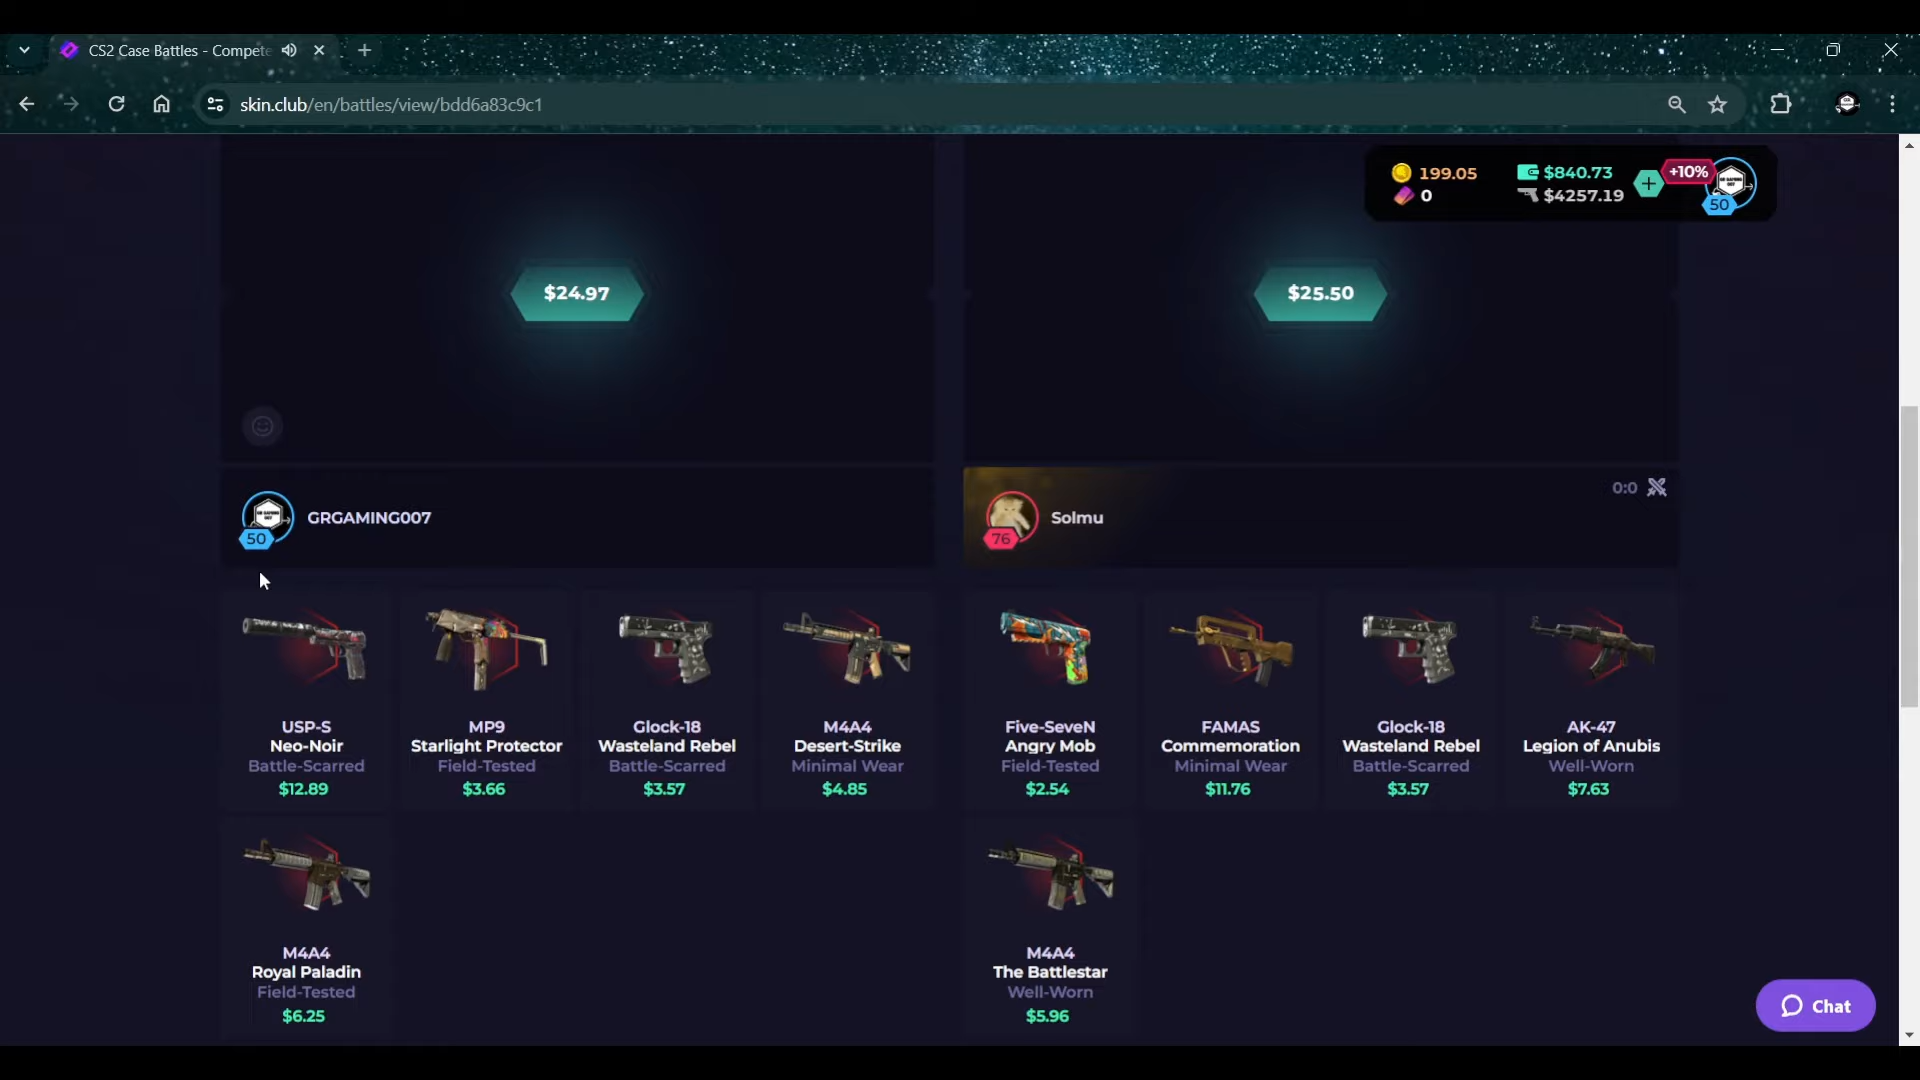 CS2 Case Battles - Compete
skin.club/en/battles/view/bdd6a83c9c1
199.05
$840.73
+10%
0
$4257.19
50
$24.97
$25.50
GRGAMING007
50
Solmu
76
0:0
USP-S
Neo-Noir
Battle-Scarred
$12.89
MP9
Starlight Protector
Field-Tested
$3.66
Glock-18
Wasteland Rebel
Battle-Scarred
$3.57
M4A4
Desert-Strike
Minimal Wear
$4.85
Five-SeveN
Angry Mob
Field-Tested
$2.54
FAMAS
Commemoration
Minimal Wear
$11.76
Glock-18
Wasteland Rebel
Battle-Scarred
$3.57
AK-47
Legion of Anubis
Well-Worn
$7.63
M4A4
Royal Paladin
Field-Tested
$6.25
M4A4
The Battlestar
Well-Worn
$5.96
Chat